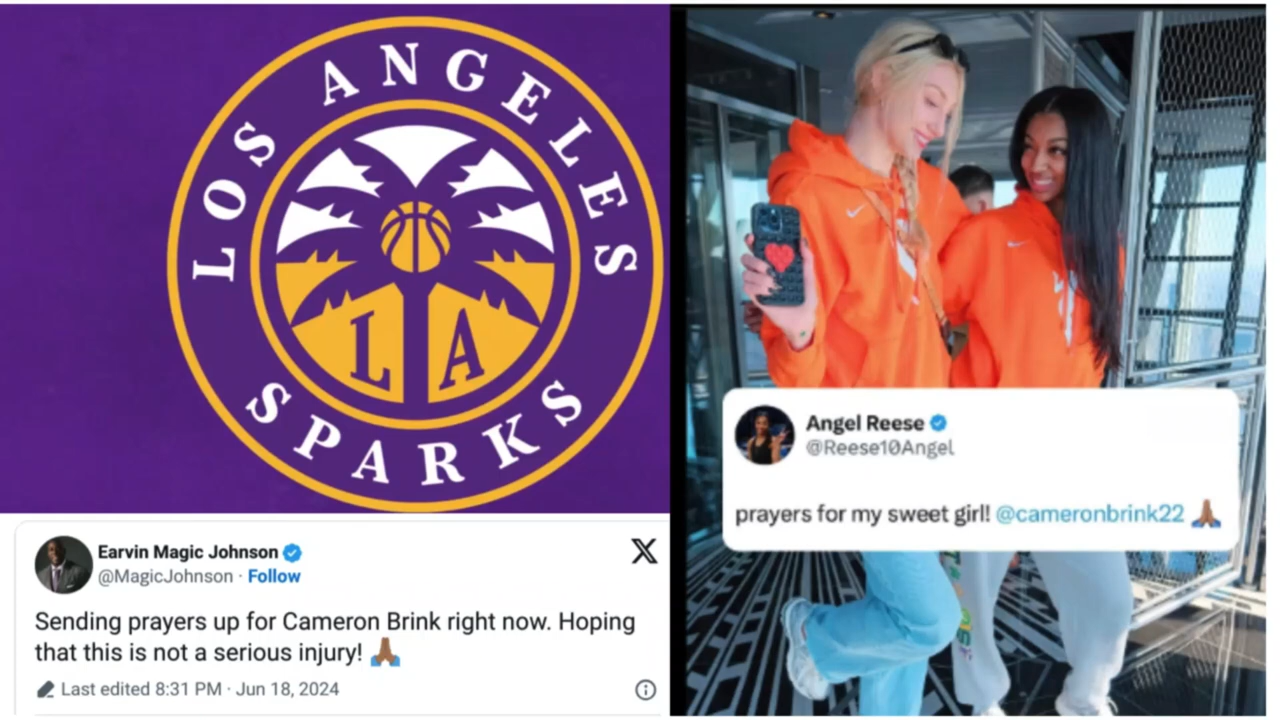 LOS ANGELES
LA
SPARKS
Earvin Magic Johnson
X
@MagicJohnson · Follow
Sending prayers up for Cameron Brink right now. Hoping
that this is not a serious injury! 🙏🏾
Last edited 8:31 PM · Jun 18, 2024
Angel Reese
@Reese10Angel
prayers for my sweet girl! @cameronbrink22 🙏🏾